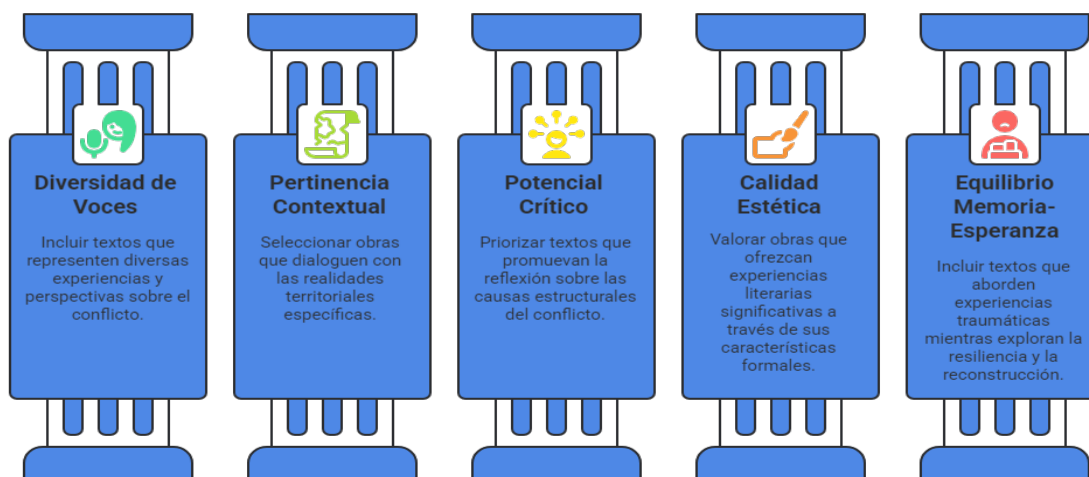 Diversidad de
Voces
Incluir textos que
representen diversas
experiencias y
perspectivas sobre el
conflicto.
Pertinencia
Contextual
Seleccionar obras
que dialoguen con
las realidades
territoriales
específicas.
Potencial
Crítico
Priorizar textos que
promuevan la
reflexión sobre las
causas estructurales
del conflicto.
Calidad
Estética
Valorar obras que
ofrezcan
experiencias
literarias
significativas a
través de sus
características
formales.
Equilibrio
Memoria-
Esperanza
Incluir textos que
aborden
experiencias
traumáticas
mientras exploran la
resiliencia y la
reconstrucción.